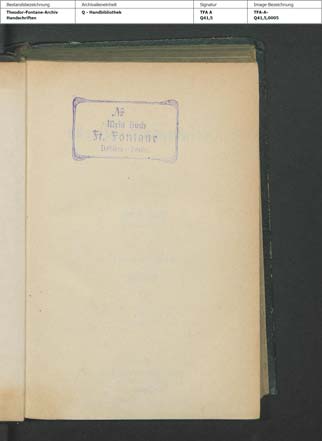 Bestandsbezeichnung Archivalieneinheit Signatur Image Bezeichnung
Theodor-Fontane-Archiv Q - Handbibliothek TFA A TFA-A-
Handschriften Q41,5 Q41,5,0005
No
Mein Buch
Fr. Fontane